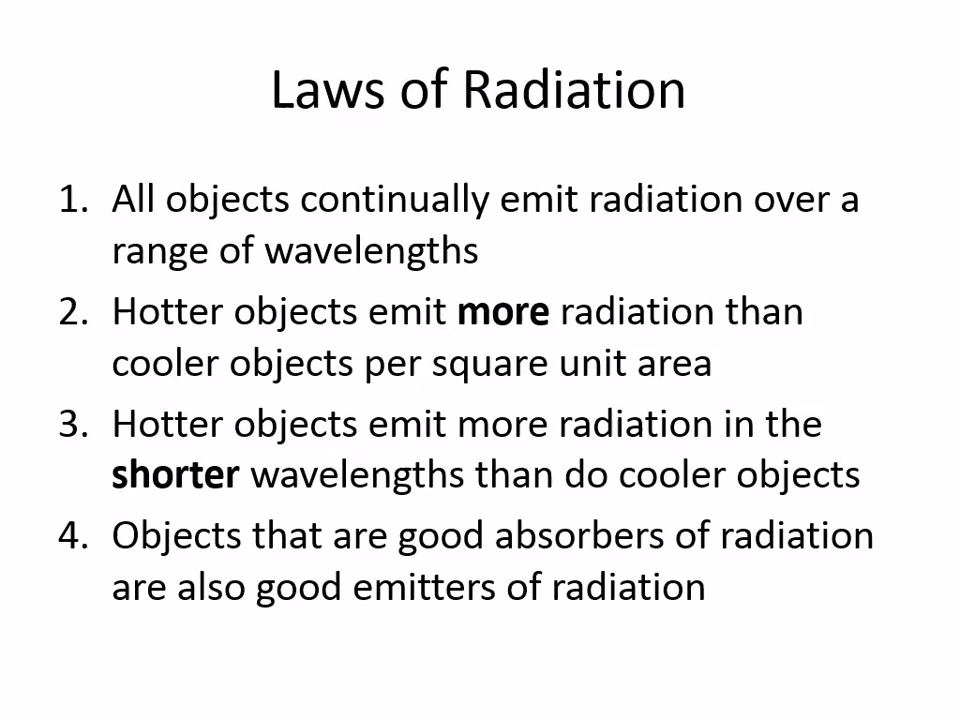 Laws of Radiation
1. All objects continually emit radiation over a
range of wavelengths
2. Hotter objects emit more radiation than
cooler objects per square unit area
3. Hotter objects emit more radiation in the
shorter wavelengths than do cooler objects
4. Objects that are good absorbers of radiation
are also good emitters of radiation